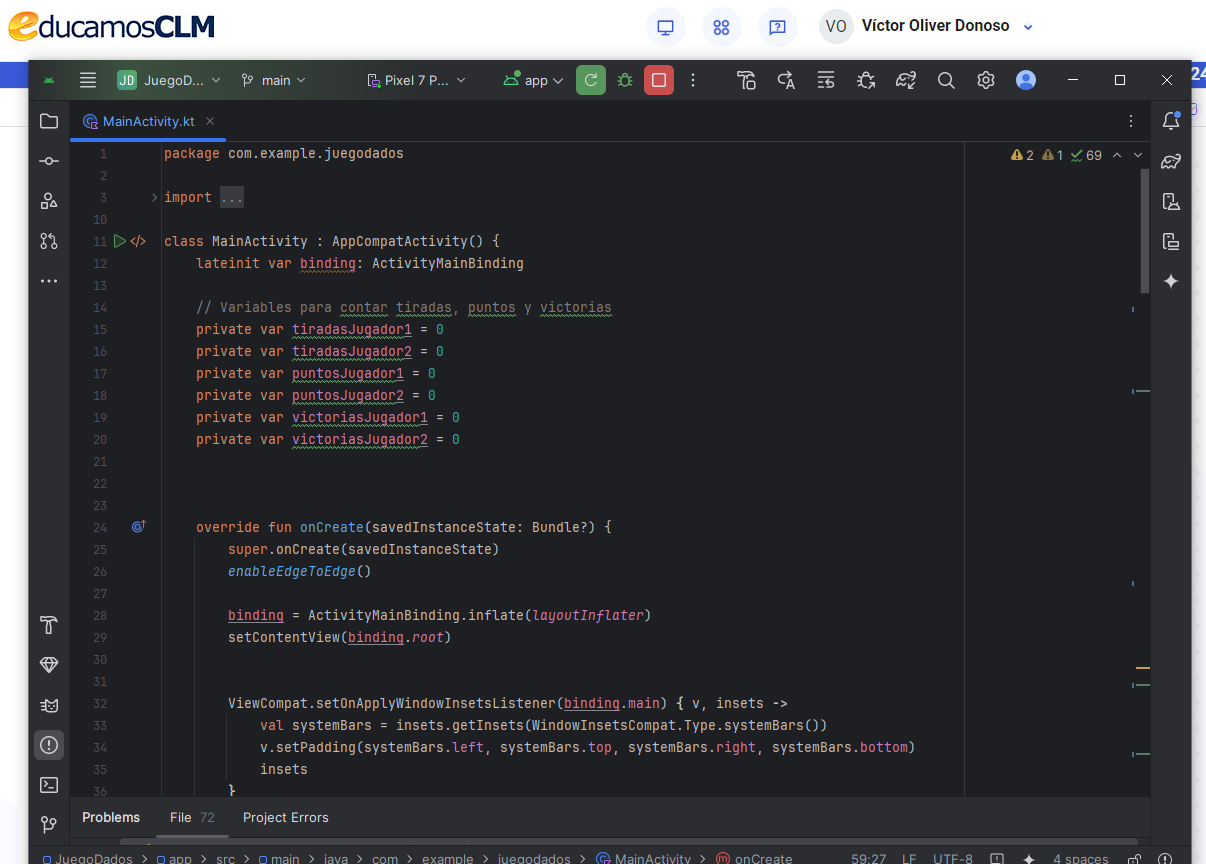 educamosCLM
VO Víctor Oliver Donoso
24
JD JuegoD... main Pixel 7 P... app
MainActivity.kt
1 package com.example.juegodados
2
3 import ...
10
11 class MainActivity : AppCompatActivity() {
12 lateinit var binding: ActivityMainBinding
13
14 // Variables para contar tiradas, puntos y victorias
15 private var tiradasJugador1 = 0
16 private var tiradasJugador2 = 0
17 private var puntosJugador1 = 0
18 private var puntosJugador2 = 0
19 private var victoriasJugador1 = 0
20 private var victoriasJugador2 = 0
21
22
23
24 override fun onCreate(savedInstanceState: Bundle?) {
25 super.onCreate(savedInstanceState)
26 enableEdgeToEdge()
27
28 binding = ActivityMainBinding.inflate(layoutInflater)
29 setContentView(binding.root)
30
31
32 ViewCompat.setOnApplyWindowInsetsListener(binding.main) { v, insets ->
33 val systemBars = insets.getInsets(WindowInsetsCompat.Type.systemBars())
34 v.setPadding(systemBars.left, systemBars.top, systemBars.right, systemBars.bottom)
35 insets
36 }
2 1 69
Problems File 72 Project Errors
JuegoDados > app > src > main > java > com > example > juegodados > MainActivity > onCreate 59:27 LF UTF-8 4 spaces